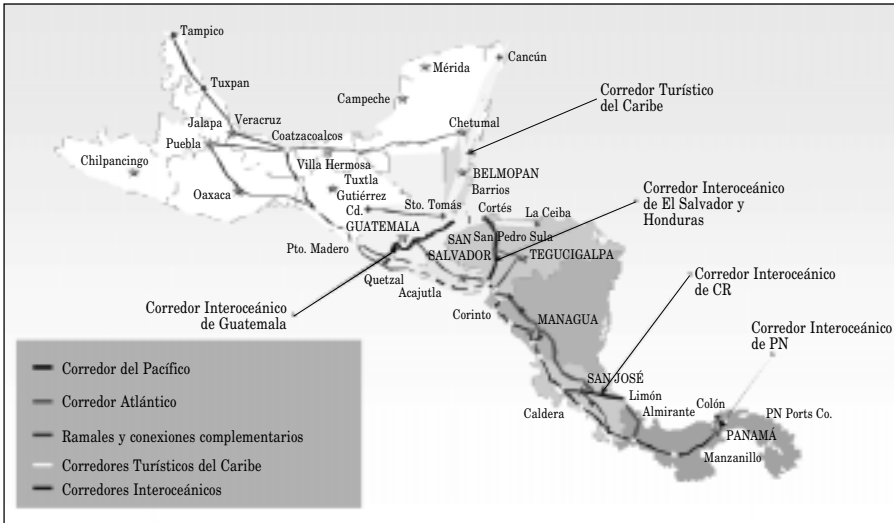 Tampico
Cancún
Mérida
Tuxpan
Campeche
Corredor Turístico
del Caribe
Jalapa
Veracruz
Chetumal
Puebla
Coatzacoalcos
Chilpancingo
Villa Hermosa
BELMOPAN
Tuxtla
Gutiérrez
Barrios
Corredor Interoceánico
de El Salvador y
Honduras
Oaxaca
Cd.
Sto. Tomás
Cortés
La Ceiba
GUATEMALA
SAN
SALVADOR
San Pedro Sula
Pto. Madero
TEGUCIGALPA
Quetzal
Acajutla
Corredor Interoceánico
de CR
Corredor Interoceánico
de Guatemala
Corinto
MANAGUA
Corredor Interoceánico
de PN
SAN JOSÉ
Limón
Caldera
Almirante
Colón
PN Ports Co.
PANAMÁ
Manzanillo
Corredor del Pacífico
Corredor Atlántico
Ramales y conexiones complementarios
Corredores Turísticos del Caribe
Corredores Interoceánicos